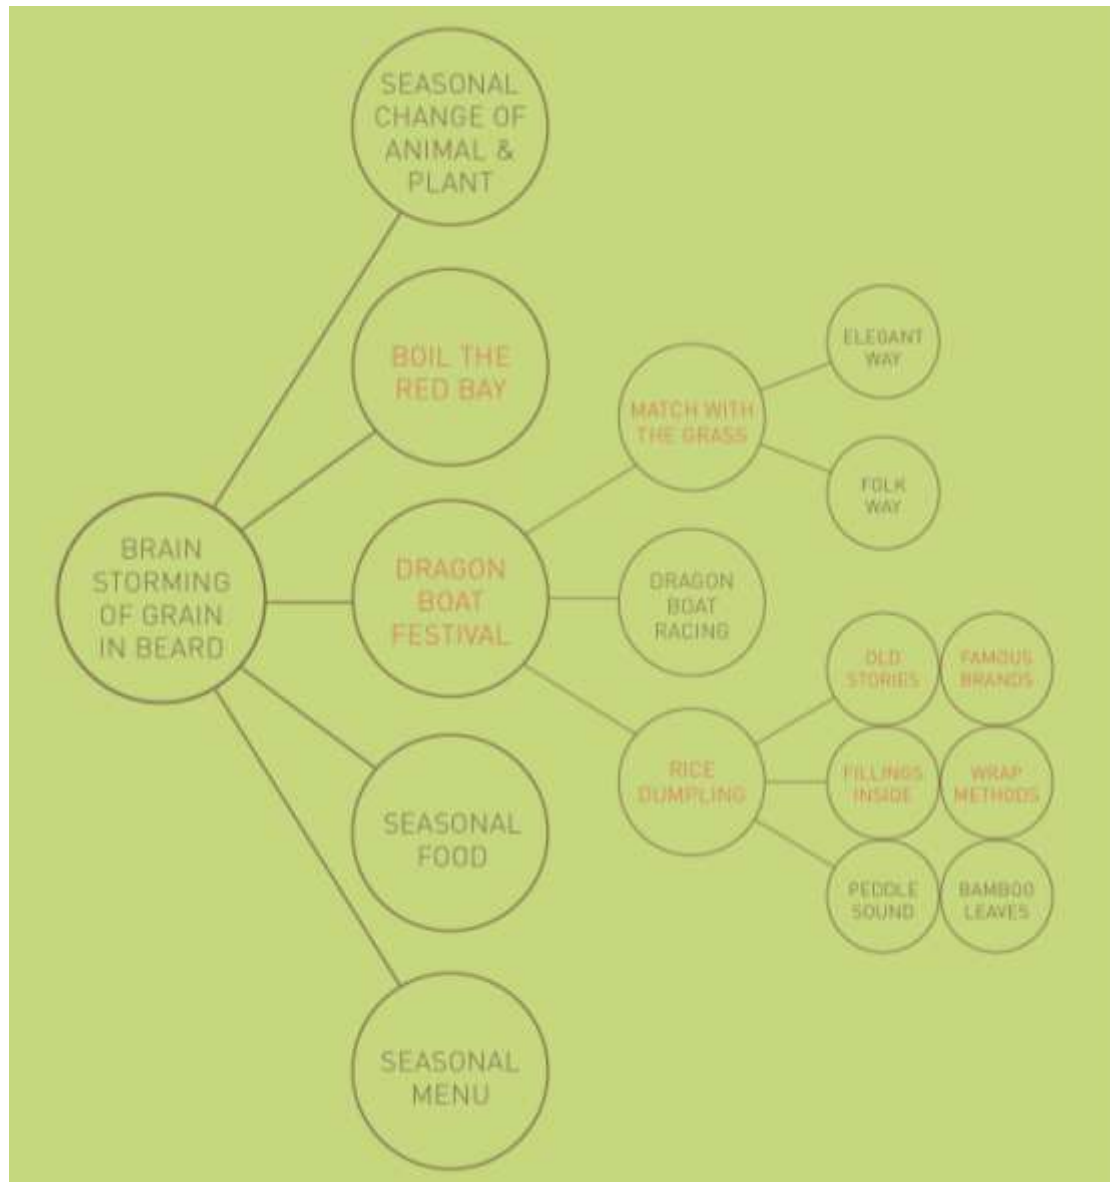 SEASONAL
CHANGE OF
ANIMAL &
PLANT
BOIL THE
RED BAY
ELEGANT
WAY
MATCH WITH
THE GRASS
FOLK
WAY
BRAIN
STORMING
OF GRAIN
IN BEARD
DRAGON
BOAT
FESTIVAL
DRAGON
BOAT
RACING
OLD
STORIES
FAMOUS
BRANDS
RICE
DUMPLING
FILLINGS
INSIDE
WRAP
METHODS
PEDDLE
SOUND
BAMBOO
LEAVES
SEASONAL
FOOD
SEASONAL
MENU